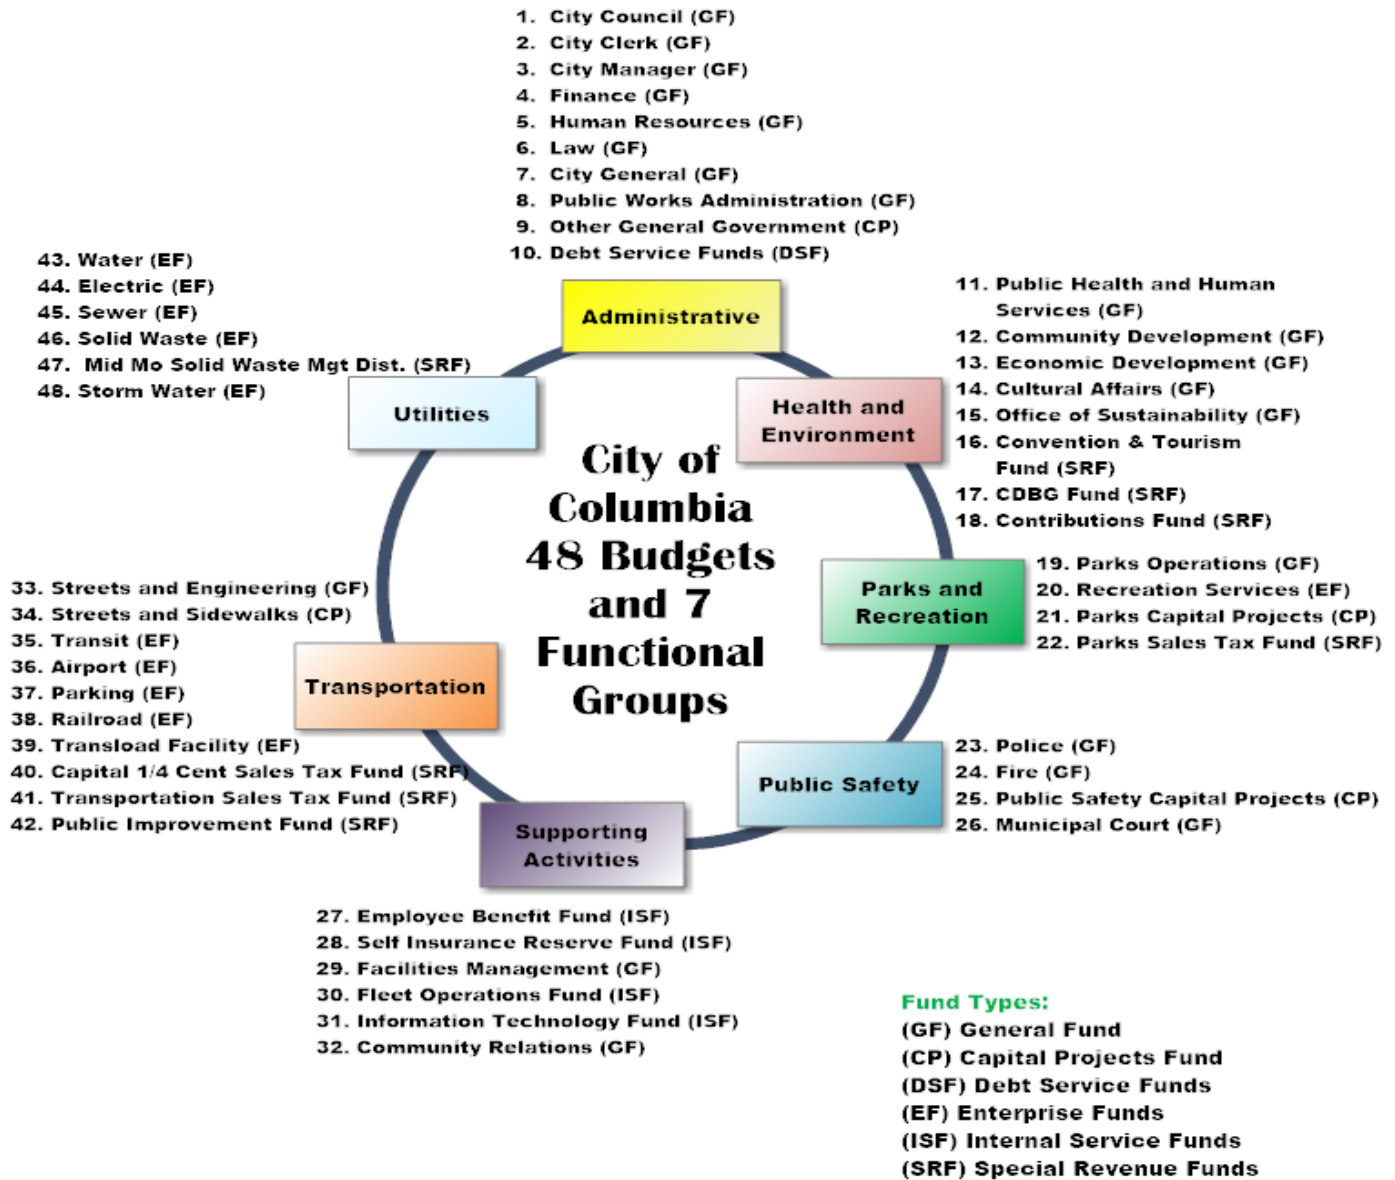 1. City Council (GF)
2. City Clerk (GF)
3. City Manager (GF)
4. Finance (GF)
5. Human Resources (GF)
6. Law (GF)
7. City General (GF)
8. Public Works Administration (GF)
9. Other General Government (CP)
10. Debt Service Funds (DSF)
Administrative
11. Public Health and Human
Services (GF)
12. Community Development (GF)
13. Economic Development (GF)
14. Cultural Affairs (GF)
15. Office of Sustainability (GF)
16. Convention & Tourism
Fund (SRF)
17. CDBG Fund (SRF)
18. Contributions Fund (SRF)
Health and
Environment
19. Parks Operations (GF)
20. Recreation Services (EF)
21. Parks Capital Projects (CP)
22. Parks Sales Tax Fund (SRF)
Parks and
Recreation
23. Police (GF)
24. Fire (GF)
25. Public Safety Capital Projects (CP)
26. Municipal Court (GF)
Public Safety
Supporting
Activities
27. Employee Benefit Fund (ISF)
28. Self Insurance Reserve Fund (ISF)
29. Facilities Management (GF)
30. Fleet Operations Fund (ISF)
31. Information Technology Fund (ISF)
32. Community Relations (GF)
33. Streets and Engineering (GF)
34. Streets and Sidewalks (CP)
35. Transit (EF)
36. Airport (EF)
37. Parking (EF)
38. Railroad (EF)
39. Transload Facility (EF)
40. Capital 1/4 Cent Sales Tax Fund (SRF)
41. Transportation Sales Tax Fund (SRF)
42. Public Improvement Fund (SRF)
Transportation
43. Water (EF)
44. Electric (EF)
45. Sewer (EF)
46. Solid Waste (EF)
47. Mid Mo Solid Waste Mgt Dist. (SRF)
48. Storm Water (EF)
Utilities
City of
Columbia
48 Budgets
and 7
Functional
Groups
Fund Types:
(GF) General Fund
(CP) Capital Projects Fund
(DSF) Debt Service Funds
(EF) Enterprise Funds
(ISF) Internal Service Funds
(SRF) Special Revenue Funds